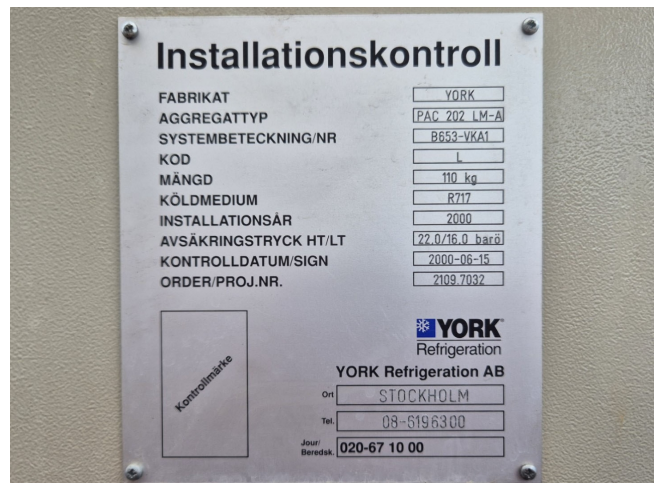 Installationskontroll
FABRIKAT YORK
AGGREGATTYP PAC 202 LM-A
SYSTEMBETECKNING/NR B653-VKA1
KOD L
MÄNGD 110 kg
KÖLDMEDIUM R717
INSTALLATIONSÅR 2000
AVSÄKRINGSTRYCK HT/LT 22.0/16.0 barö
KONTROLLDATUM/SIGN 2000-06-15
ORDER/PROJ.NR. 2109.7032
Kontrollmärke
YORK
Refrigeration
YORK Refrigeration AB
Ort STOCKHOLM
Tel. 08-6196300
Jour/
Beredsk. 020-67 10 00